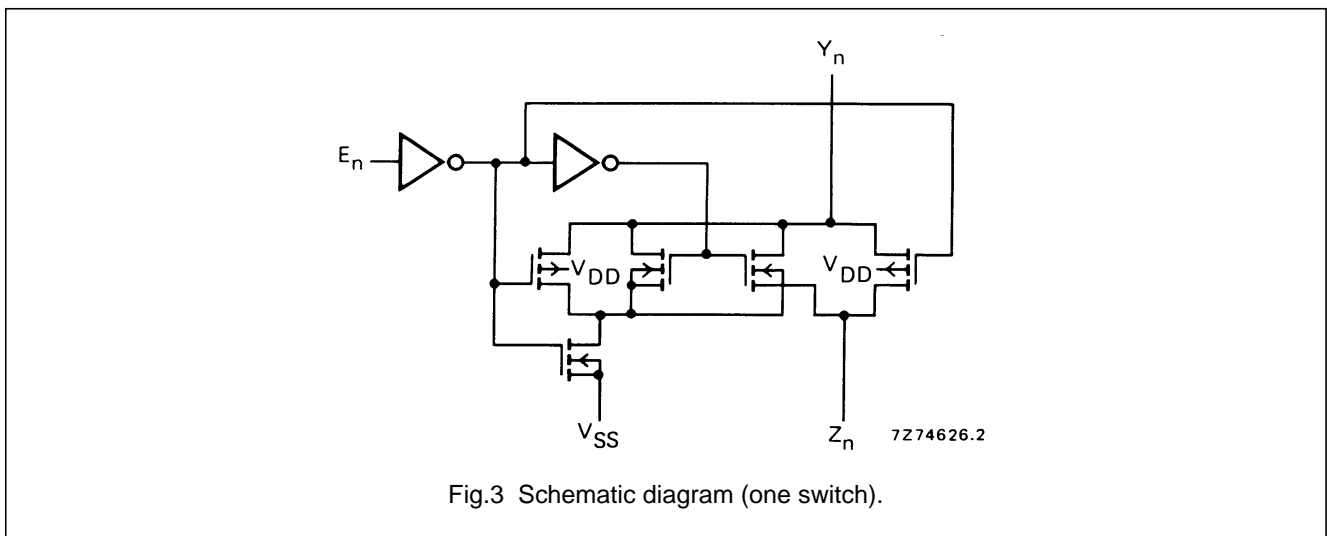 Yn
En
VDD
VDD
VSS
Zn
7Z74626.2
Fig.3 Schematic diagram (one switch).